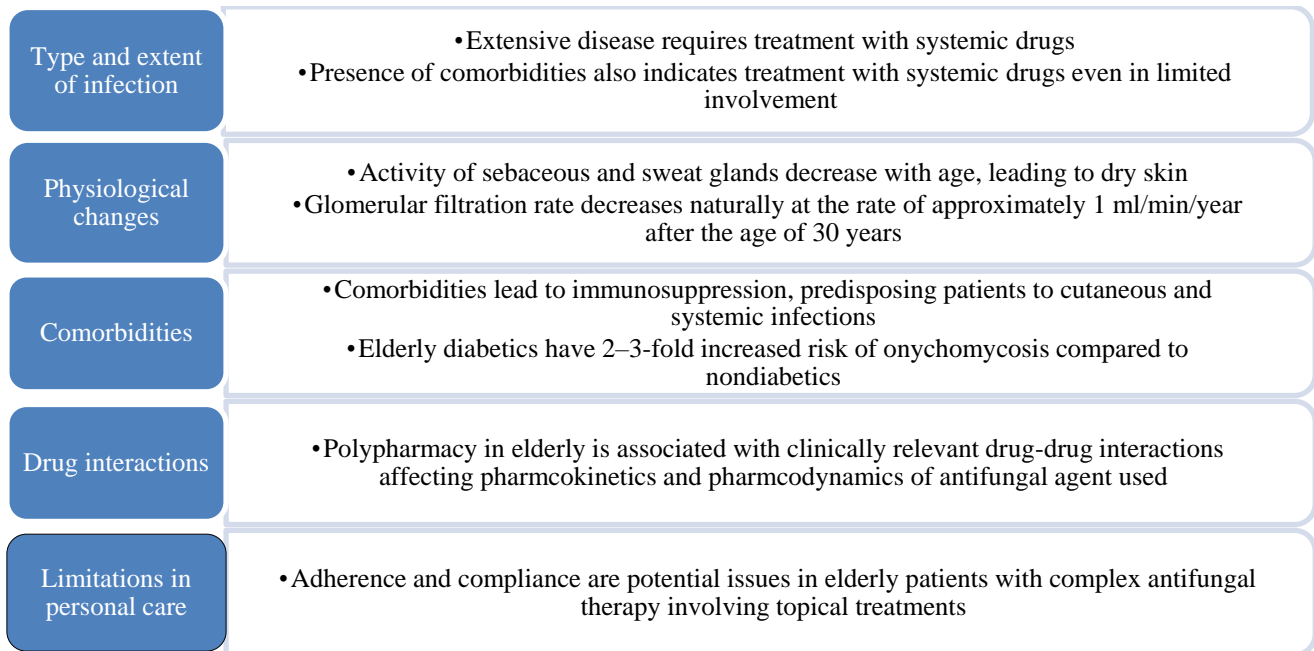 Type and extent
of infection
•Extensive disease requires treatment with systemic drugs
•Presence of comorbidities also indicates treatment with systemic drugs even in limited
involvement
Physiological
changes
•Activity of sebaceous and sweat glands decrease with age, leading to dry skin
•Glomerular filtration rate decreases naturally at the rate of approximately 1 ml/min/year
after the age of 30 years
Comorbidities
•Comorbidities lead to immunosuppression, predisposing patients to cutaneous and
systemic infections
•Elderly diabetics have 2–3-fold increased risk of onychomycosis compared to
nondiabetics
Drug interactions
•Polypharmacy in elderly is associated with clinically relevant drug-drug interactions
affecting pharmcokinetics and pharmcodynamics of antifungal agent used
Limitations in
personal care
•Adherence and compliance are potential issues in elderly patients with complex antifungal
therapy involving topical treatments